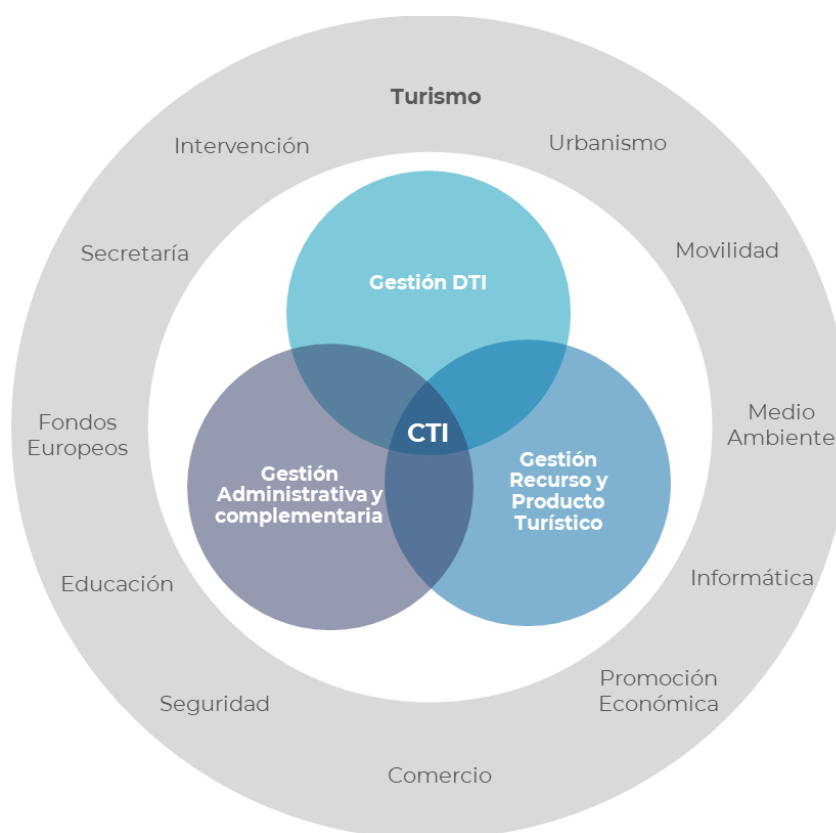 Turismo
Intervención
Urbanismo
Secretaría
Movilidad
Gestión DTI
Fondos
Europeos
Medio
Ambiente
CTI
Gestión
Administrativa y
complementaria
Gestión
Recurso y
Producto
Turístico
Educación
Informática
Seguridad
Promoción
Económica
Comercio